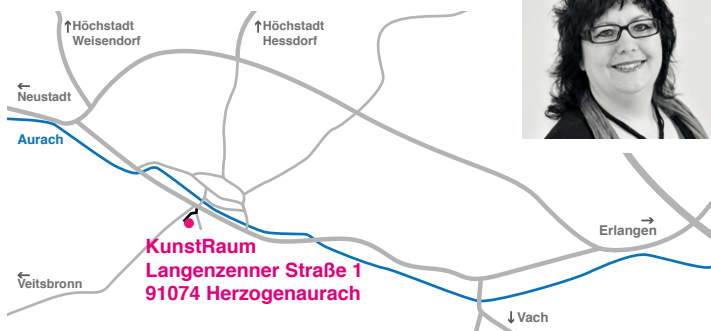 ↑Höchstadt
Weisendorf
↑Höchstadt
Hessdorf
←
Neustadt
Aurach
→
Erlangen
KunstRaum
Langenzenner Straße 1
91074 Herzogenaurach
←
Veitsbronn
↓Vach